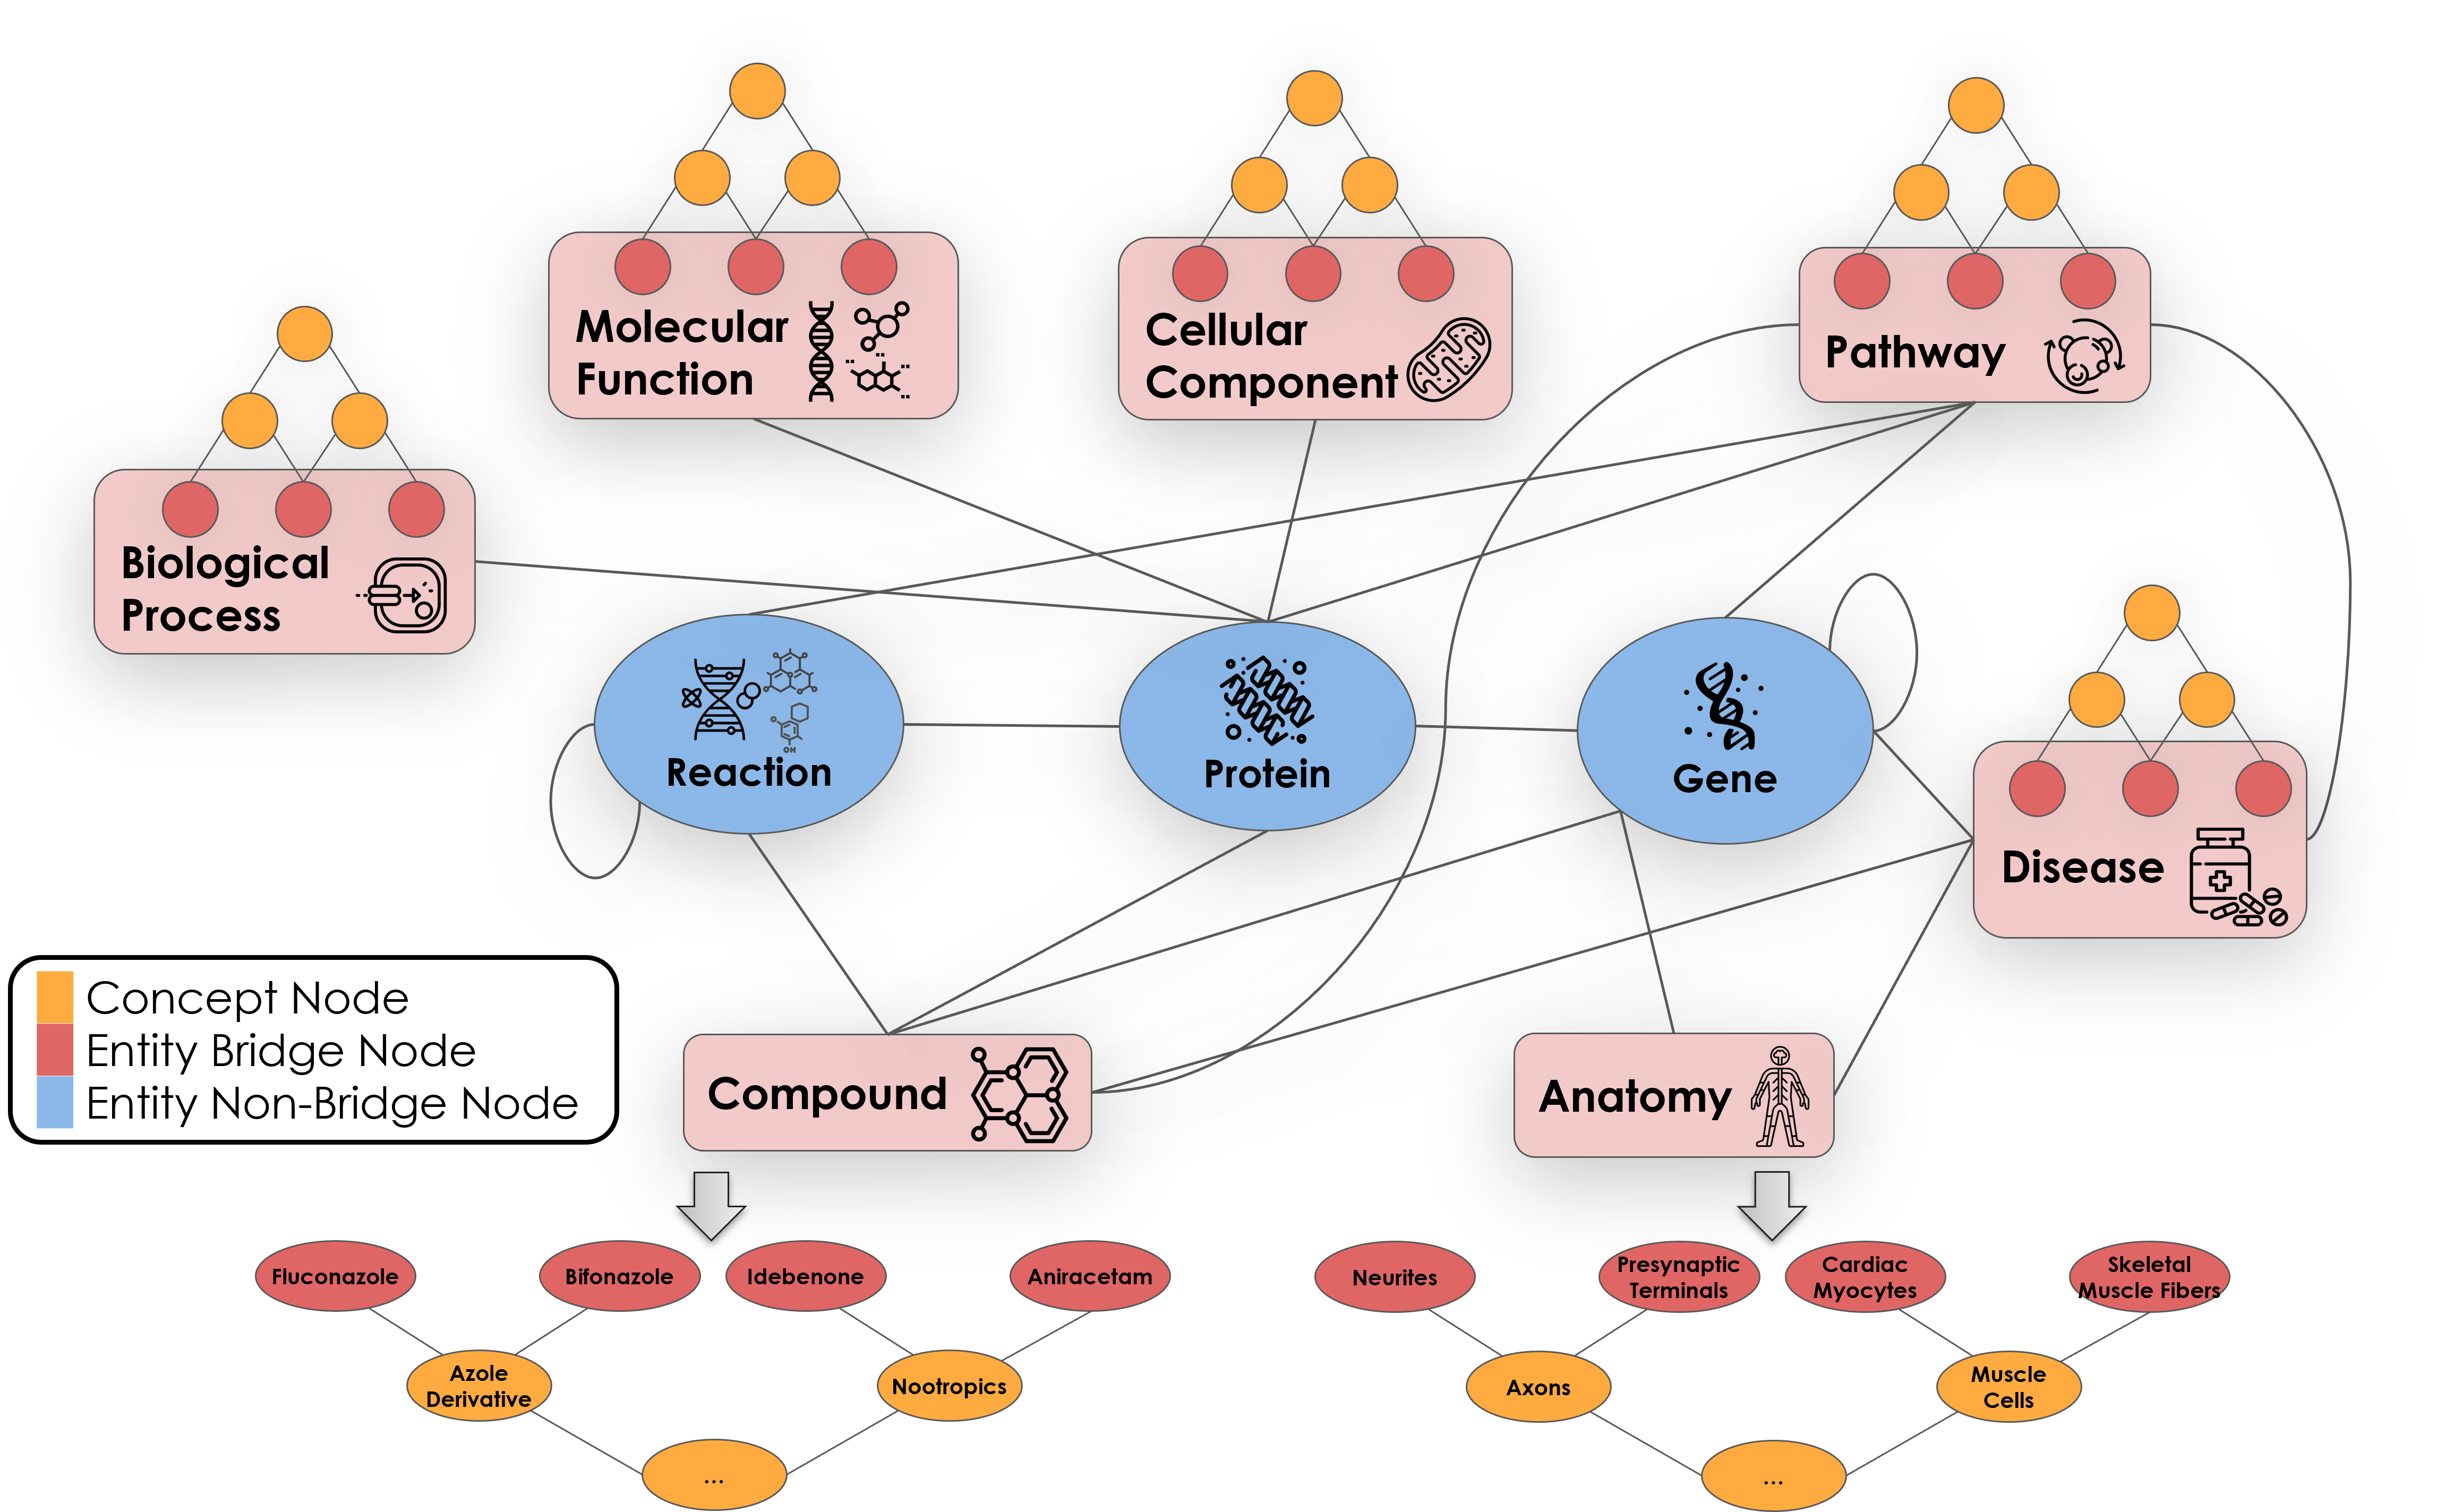 Molecular
Function
Cellular
Component
Pathway
Biological
Process
Reaction
OH
Protein
Gene
Disease
Concept Node
Entity Bridge Node
Entity Non-Bridge Node
Compound
Anatomy
Fluconazole
Bifonazole
Idebenone
Aniracetam
Neurites
Presynaptic
Terminals
Cardiac
Myocytes
Skeletal
Muscle Fibers
Azole
Derivative
Nootropics
Axons
Muscle
Cells
...
...